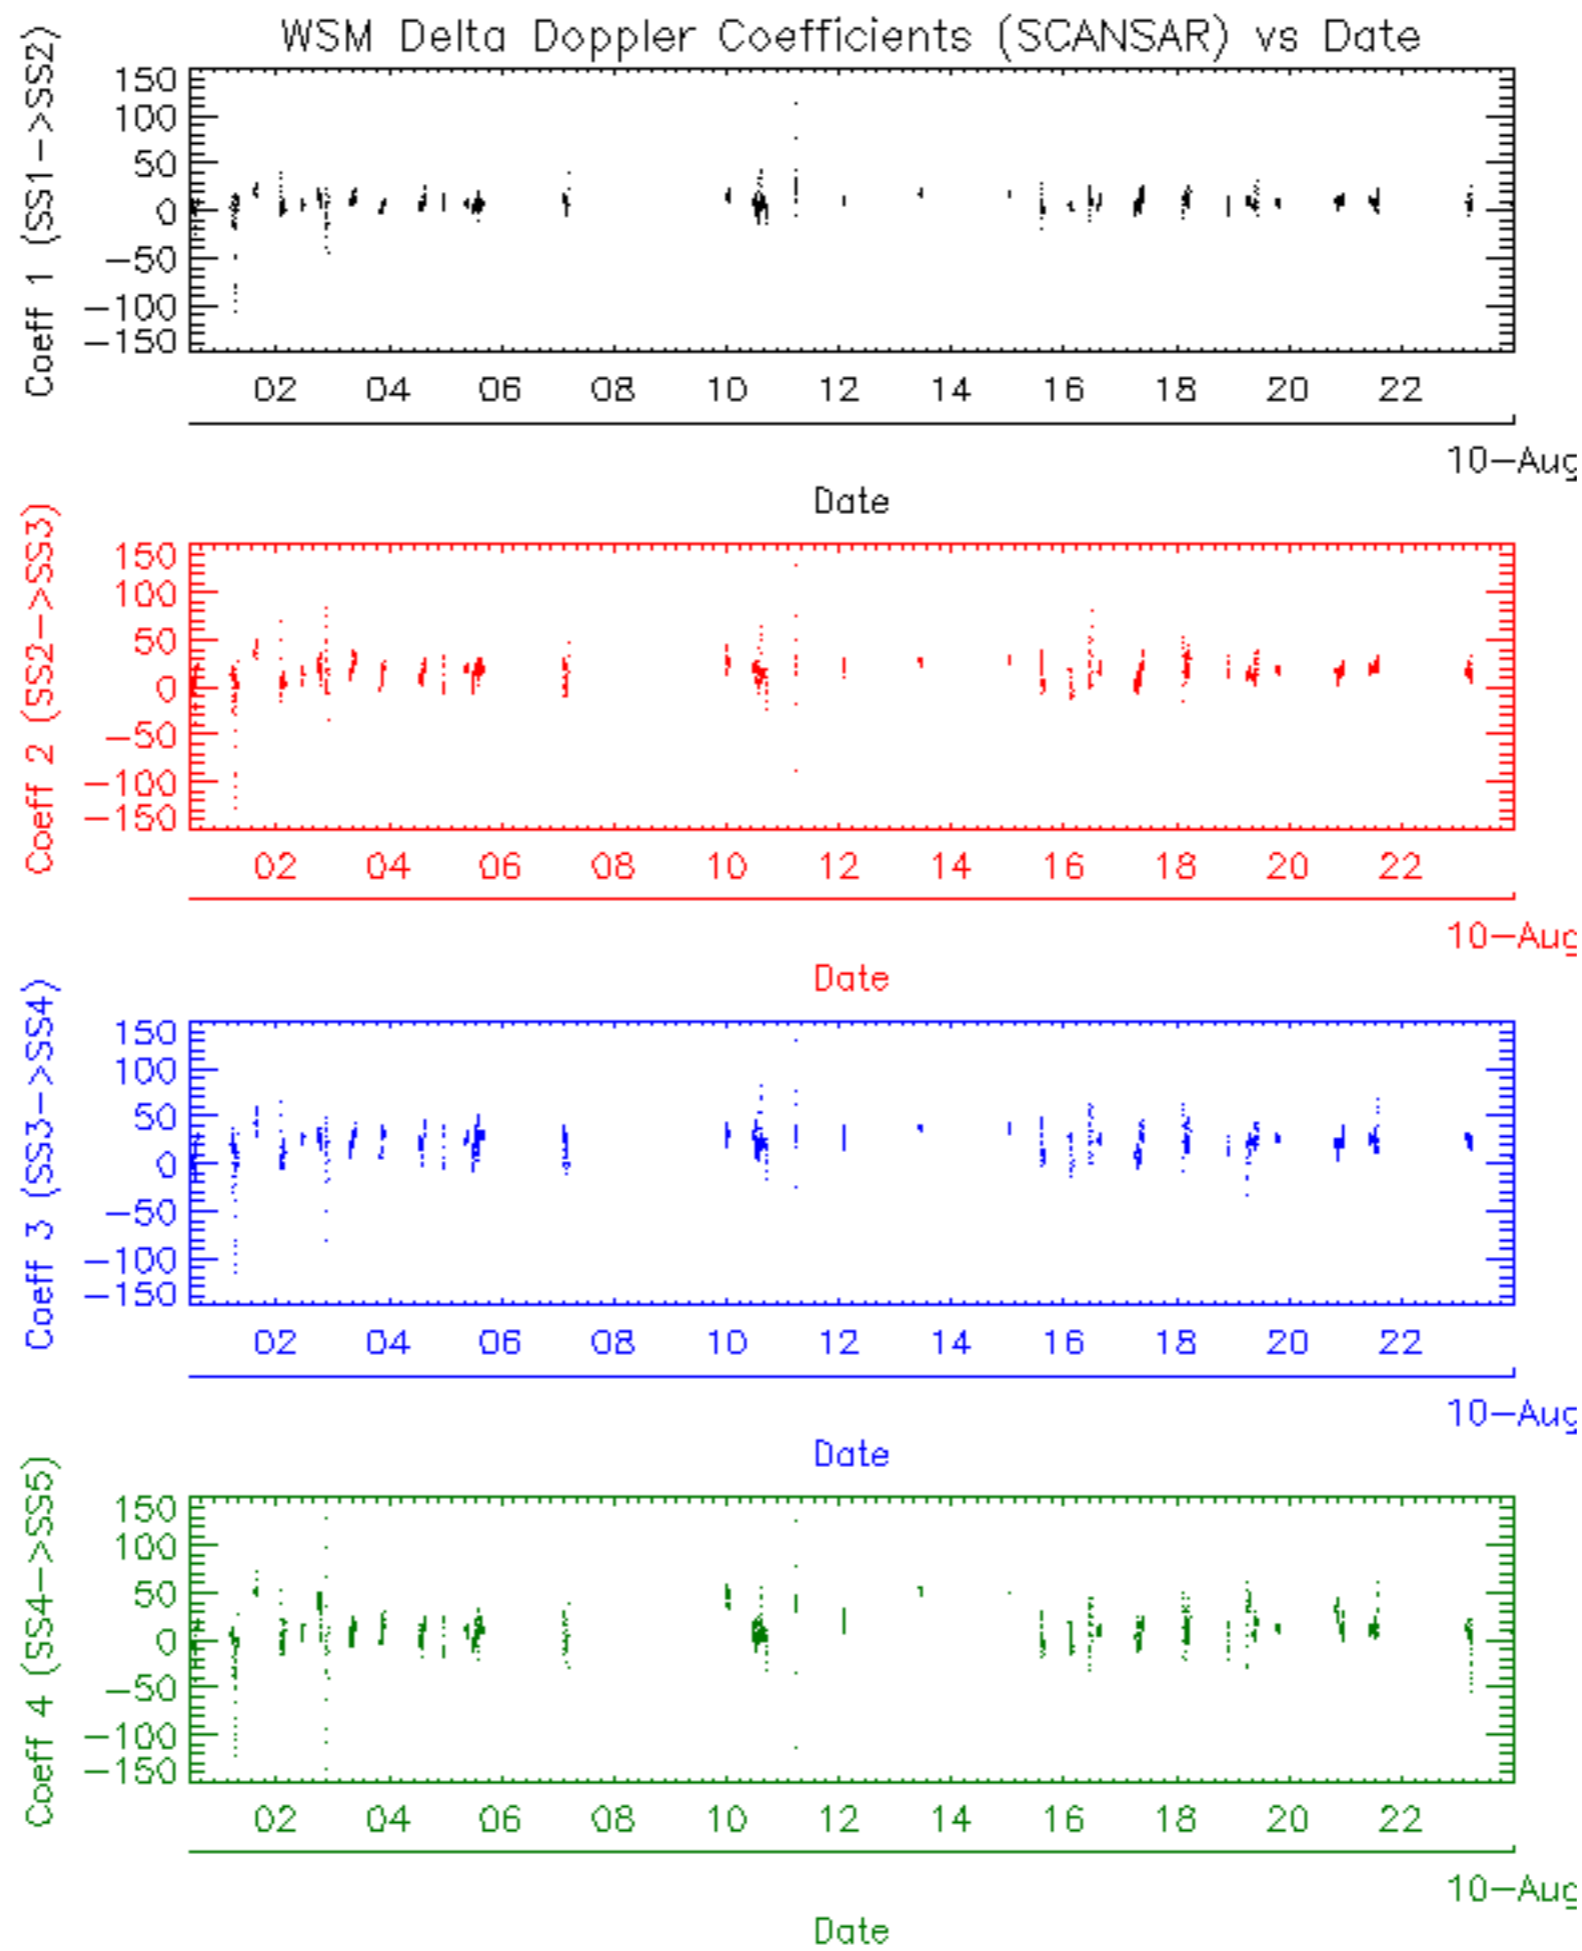 WSM Delta Doppler Coefficients (SCANSAR) vs Date
Coeff 1 (SS1->SS2)
150
100
50
0
-50
-100
-150
02 04 06 08 10 12 14 16 18 20 22
10-Aug
Date
Coeff 2 (SS2->SS3)
150
100
50
0
-50
-100
-150
02 04 06 08 10 12 14 16 18 20 22
10-Aug
Date
Coeff 3 (SS3->SS4)
150
100
50
0
-50
-100
-150
02 04 06 08 10 12 14 16 18 20 22
10-Aug
Date
Coeff 4 (SS4->SS5)
150
100
50
0
-50
-100
-150
02 04 06 08 10 12 14 16 18 20 22
10-Aug
Date